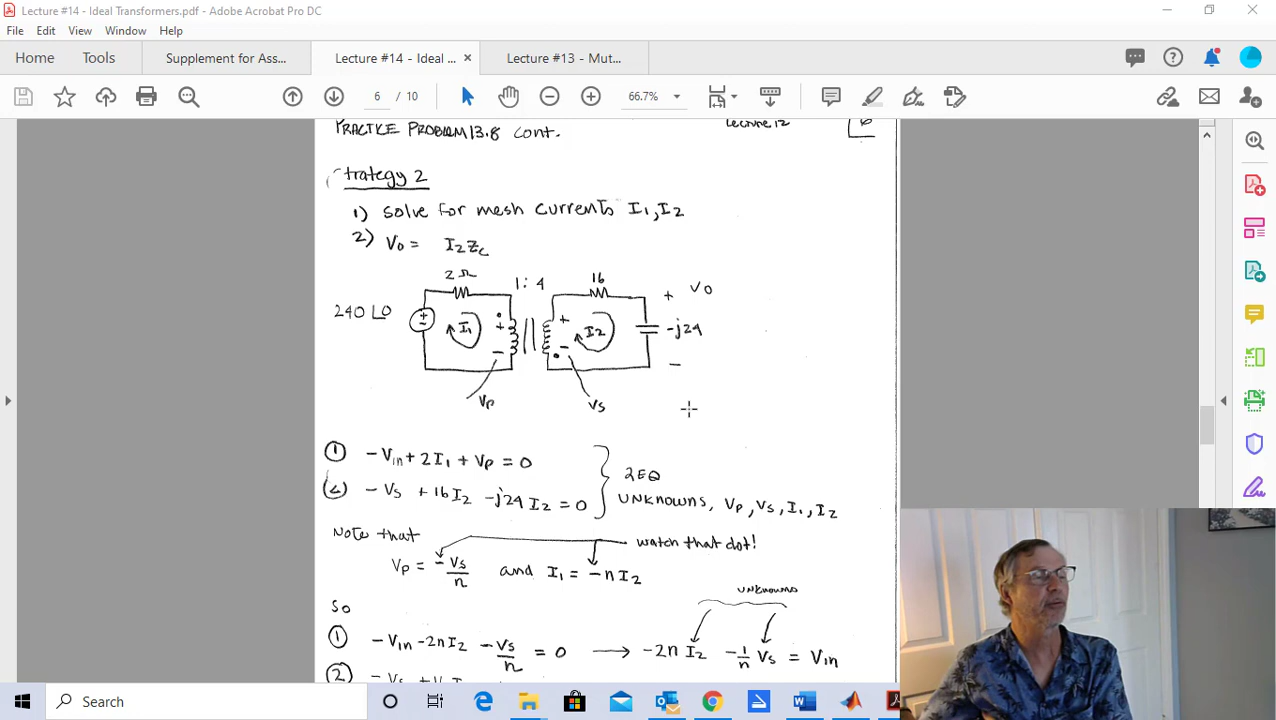 Lecture #14 - Ideal Transformers.pdf - Adobe Acrobat Pro DC
File Edit View Window Help
Home Tools Supplement for Ass... Lecture #14 - Ideal ... × Lecture #13 - Mut...
6 / 10 66.7%
PRACTICE PROBLEM 13.8 cont. Lecture 12 6
trategy 2
1) solve for mesh currents I1, I2
2) Vo = I2Zc
2Ω 1:4 16 + Vo
240 L0 + - I1 + - + - I2 -j24
-
Vp Vs
① -Vin + 2I1 + Vp = 0
-Vs + 16I2 -j24 I2 = 0
2EQ
UNKNOWNS, Vp, Vs, I1, I2
Note that watch that dot!
Vp = -Vs/n and I1 = -nI2
UNKNOWNS
So
① -Vin -2nI2 -Vs/n = 0 → -2n I2 -1/n Vs = Vin
②
Search